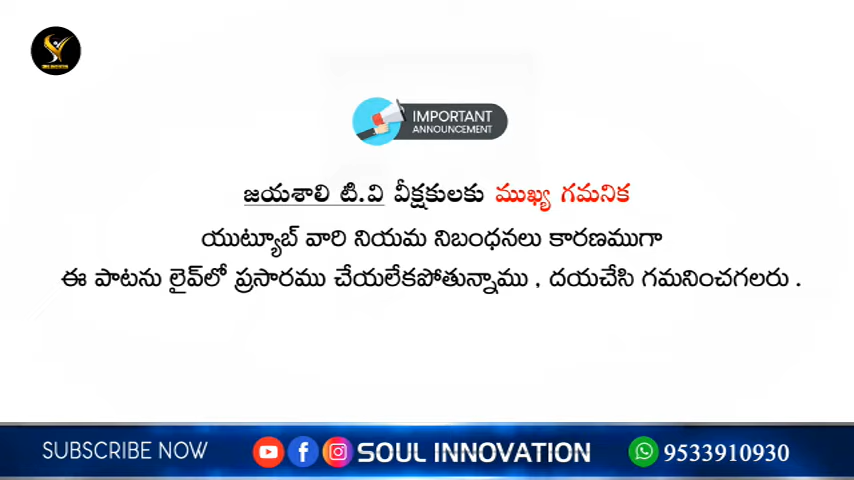 IMPORTANT
ANNOUNCEMENT
జయశాలి టి.వి వీక్షకులకు ముఖ్య గమనిక
యుట్యూబ్ వారి నియమ నిబంధనలు కారణముగా
ఈ పాటను లైవ్‌లో ప్రసారము చేయలేకపోతున్నాము , దయచేసి గమనించగలరు .
SUBSCRIBE NOW SOUL INNOVATION 9533910930